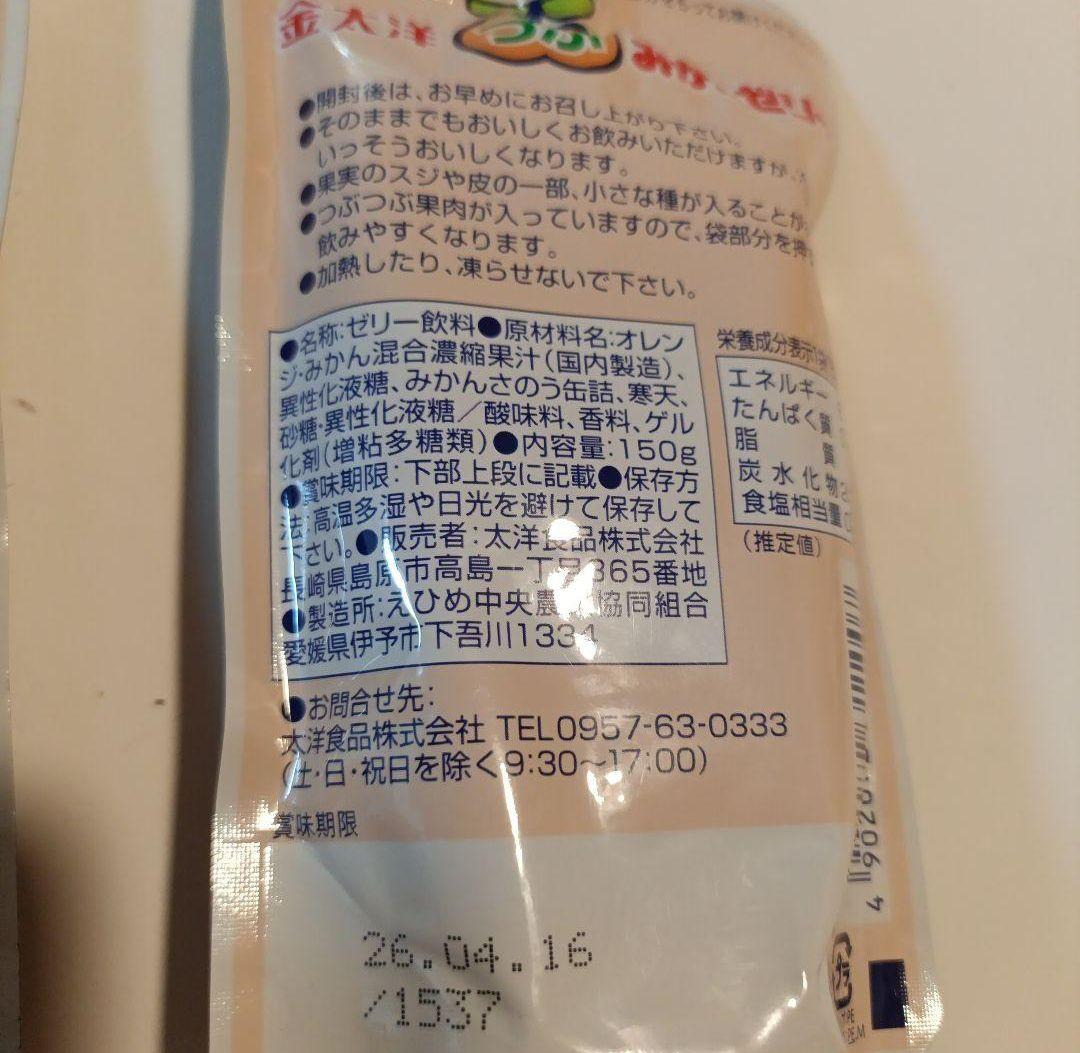 金太洋 つぶ みか
●開封後は、お早めにお召し上がり下さい。
●そのままでもおいしくお飲みいただけますが、
いっそうおいしくなります。
●果実のスジや皮の一部、小さな種が入ることが
●つぶつぶ果肉が入っていますので、袋部分を押
飲みやすくなります。
●加熱したり、凍らせないで下さい。
●名称:ゼリー飲料●原材料名:オレン
ジ・みかん混合濃縮果汁(国内製造)、
異性化液糖、みかんさのう缶詰、寒天、
砂糖・異性化液糖／酸味料、香料、ゲル
化剤(増粘多糖類)●内容量:150g
●賞味期限:下部上段に記載●保存方
法:高温多湿や日光を避けて保存して
下さい。●販売者:太洋食品株式会社
長崎県島原市高島一丁目865番地
●製造所:えひめ中央農業協同組合
愛媛県伊予市下吾川1334
栄養成分表示
エネルギー
たんぱく質
脂質
炭水化物
食塩相当量
(推定値)
●お問合せ先:
太洋食品株式会社 TEL0957-63-0333
(土・日・祝日を除く9:30～17:00)
賞味期限
26.04.16
/1537
プラ